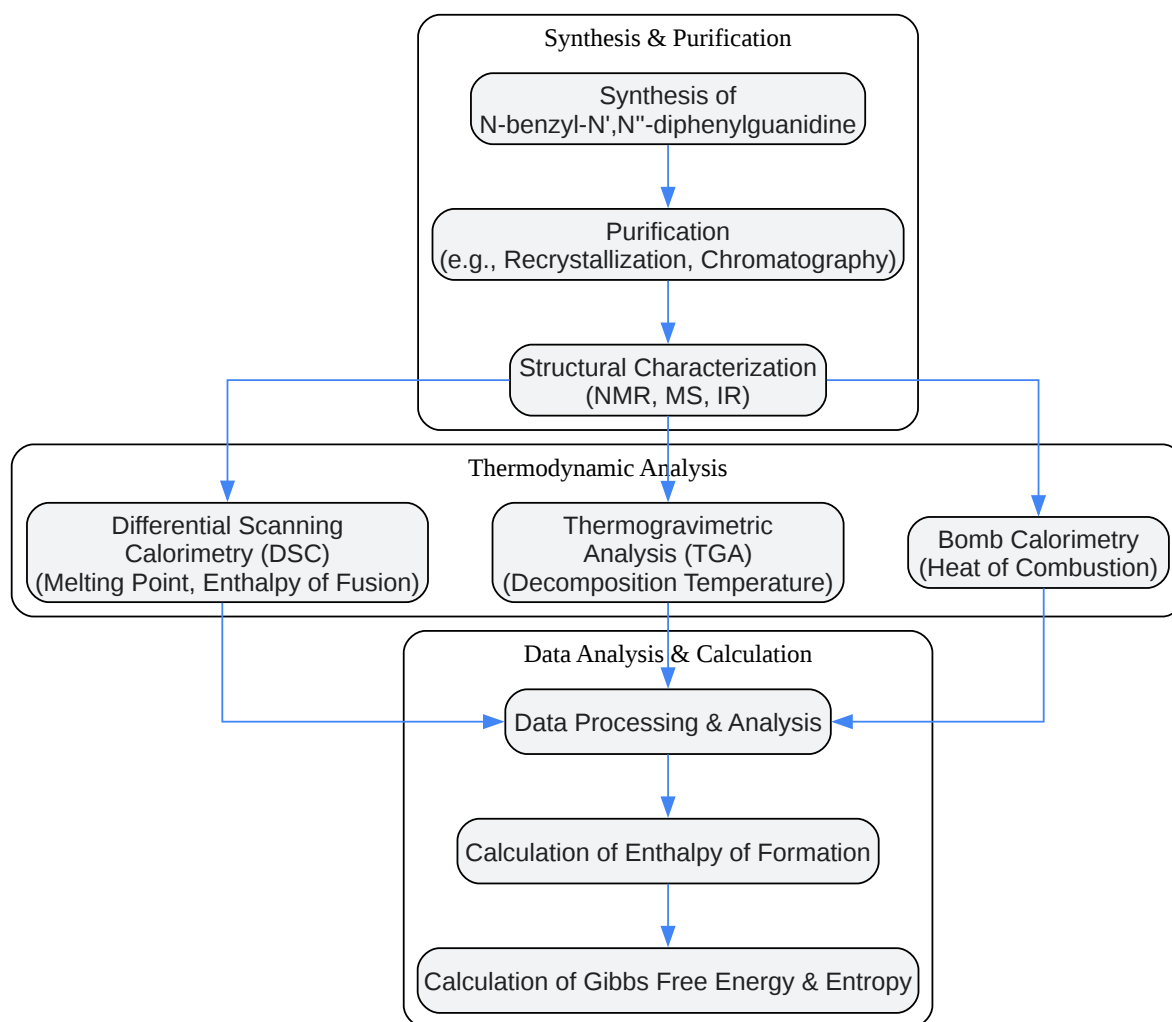 Synthesis & Purification
Synthesis of
N-benzyl-N',N''-diphenylguanidine
Purification
(e.g., Recrystallization, Chromatography)
Structural Characterization
(NMR, MS, IR)
Thermodynamic Analysis
Differential Scanning
Calorimetry (DSC)
(Melting Point, Enthalpy of Fusion)
Thermogravimetric
Analysis (TGA)
(Decomposition Temperature)
Bomb Calorimetry
(Heat of Combustion)
Data Analysis & Calculation
Data Processing & Analysis
Calculation of Enthalpy of Formation
Calculation of Gibbs Free Energy & Entropy